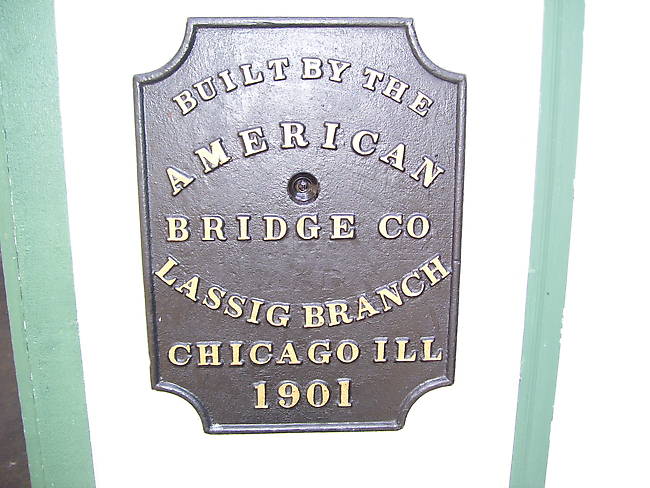 BUILT BY THE
AMERICAN
BRIDGE CO
LASSIG BRANCH
CHICAGO ILL
1901